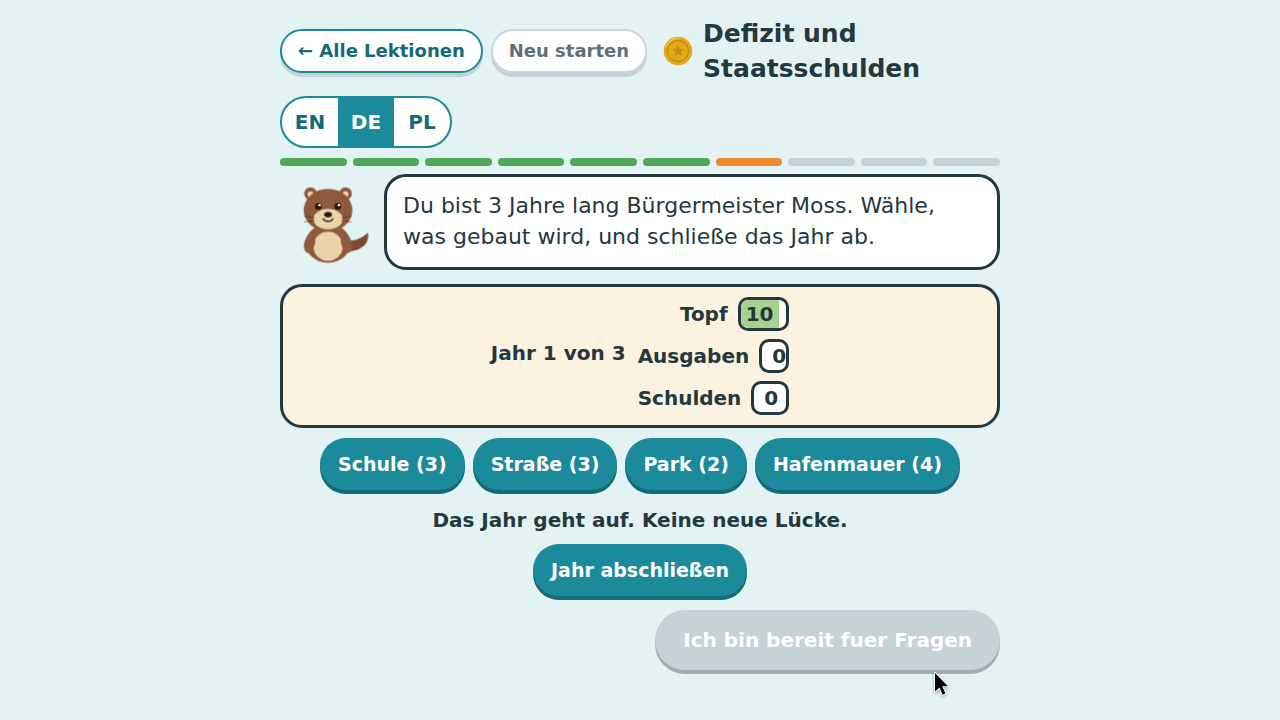 ← Alle Lektionen
Neu starten
Defizit und
Staatsschulden
EN DE PL
Du bist 3 Jahre lang Bürgermeister Moss. Wähle,
was gebaut wird, und schließe das Jahr ab.
Jahr 1 von 3
Topf 10
Ausgaben 0
Schulden 0
Schule (3)
Straße (3)
Park (2)
Hafenmauer (4)
Das Jahr geht auf. Keine neue Lücke.
Jahr abschließen
Ich bin bereit fuer Fragen